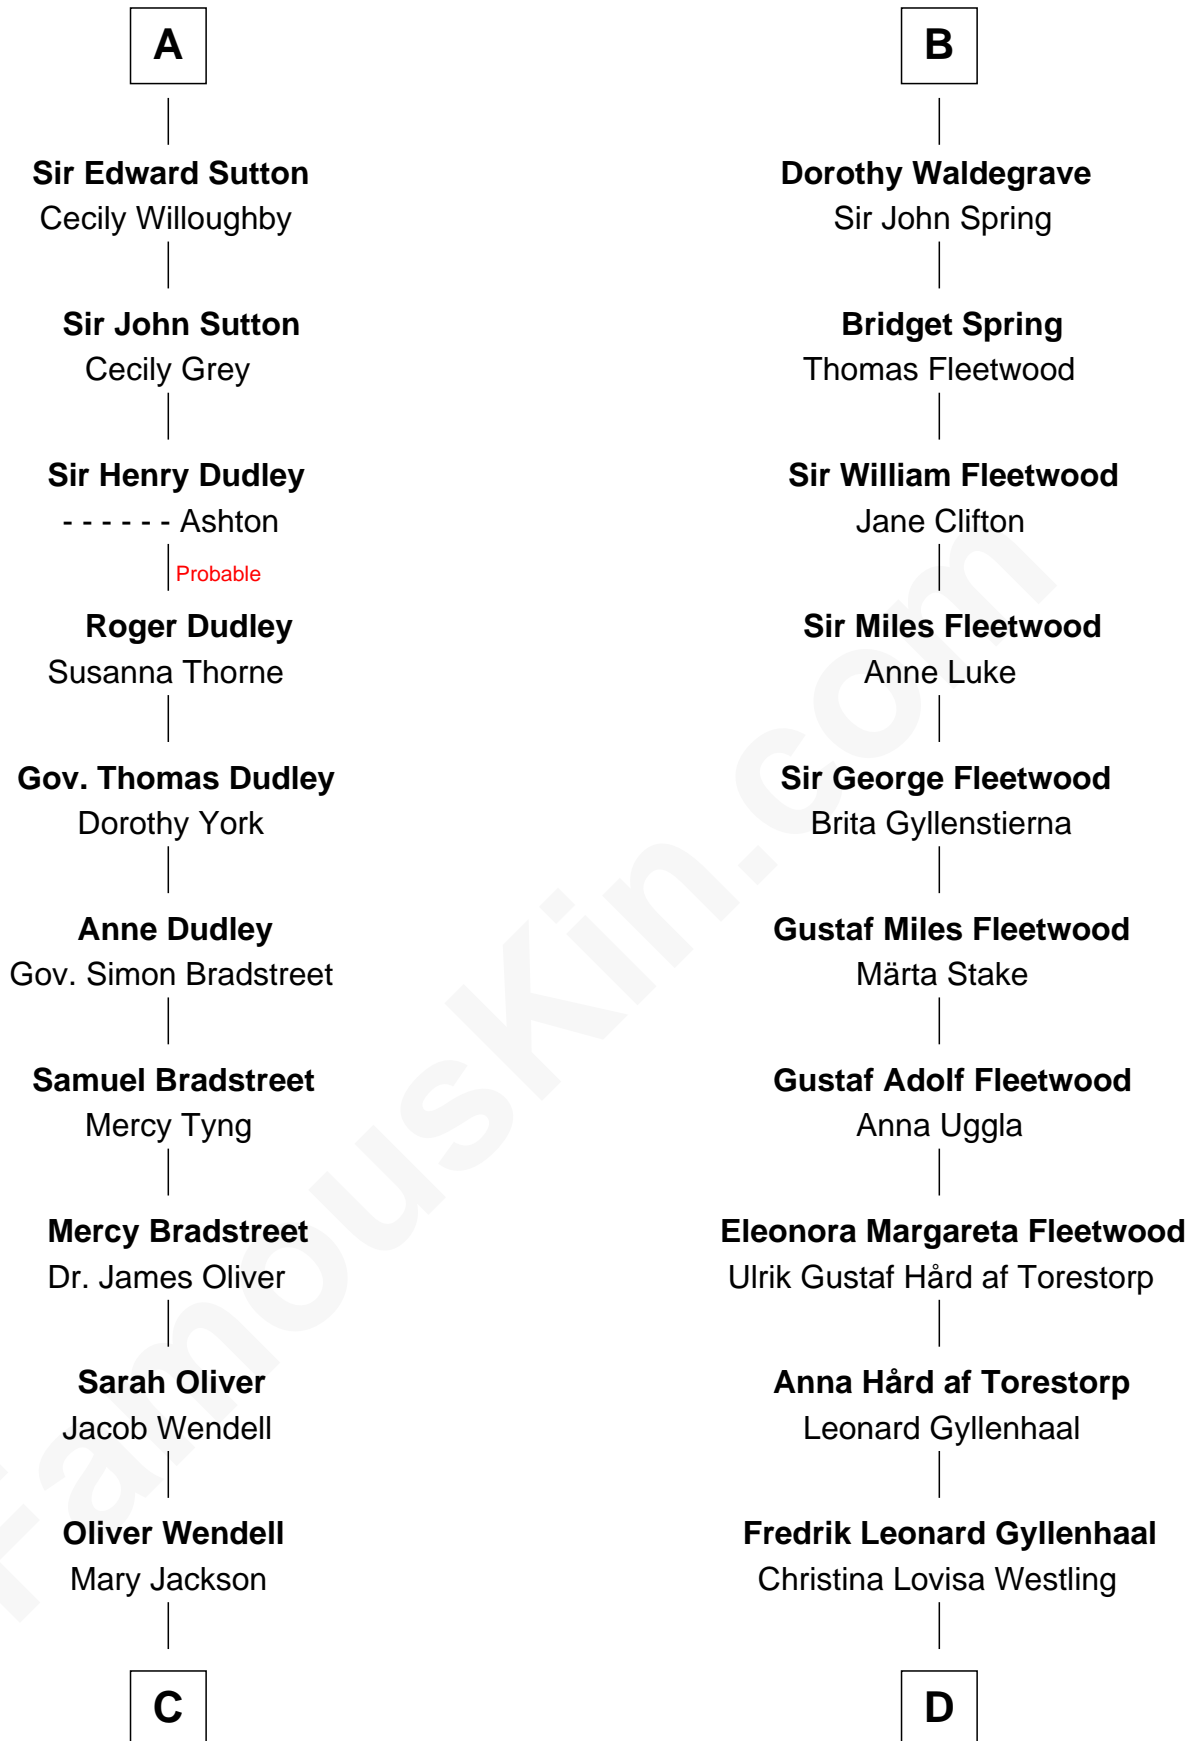 A
Sir Edward Sutton
Cecily Willoughby
Sir John Sutton
Cecily Grey
Sir Henry Dudley
- - - - - - Ashton
Probable
Roger Dudley
Susanna Thorne
Gov. Thomas Dudley
Dorothy York
Anne Dudley
Gov. Simon Bradstreet
Samuel Bradstreet
Mercy Tyng
Mercy Bradstreet
Dr. James Oliver
Sarah Oliver
Jacob Wendell
Oliver Wendell
Mary Jackson
C
B
Dorothy Waldegrave
Sir John Spring
Bridget Spring
Thomas Fleetwood
Sir William Fleetwood
Jane Clifton
Sir Miles Fleetwood
Anne Luke
Sir George Fleetwood
Brita Gyllenstierna
Gustaf Miles Fleetwood
Märta Stake
Gustaf Adolf Fleetwood
Anna Uggla
Eleonora Margareta Fleetwood
Ulrik Gustaf Hård af Torestorp
Anna Hård af Torestorp
Leonard Gyllenhaal
Fredrik Leonard Gyllenhaal
Christina Lovisa Westling
D
FamousKin.com